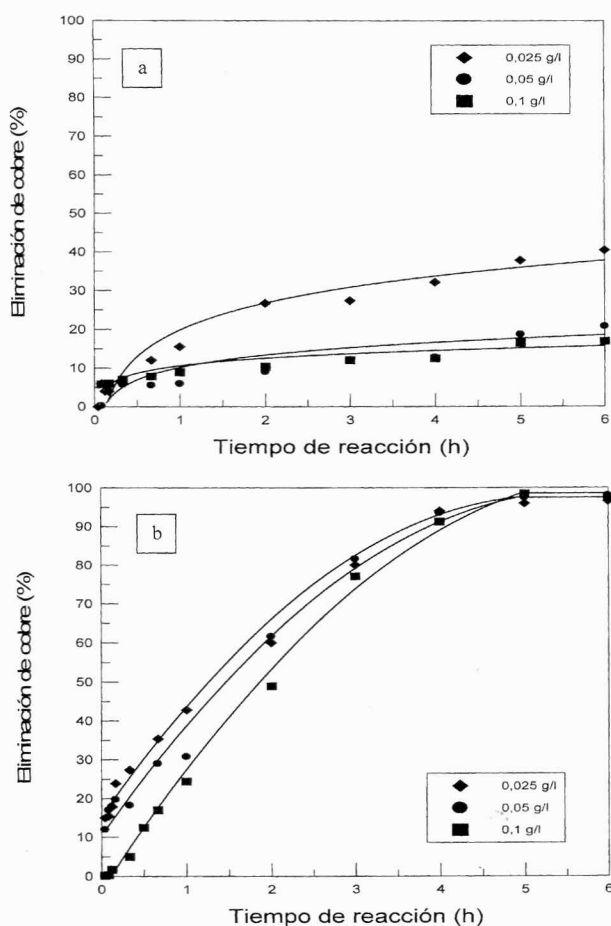 100
90
80
70
60
50
40
30
20
10
0
Eliminación de cobre (%)
a
0,025 g/l
0,05 g/l
0,1 g/l
0 1 2 3 4 5 6
Tiempo de reacción (h)
100
90
80
70
60
50
40
30
20
10
0
Eliminación de cobre (%)
b
0,025 g/l
0,05 g/l
0,1 g/l
0 1 2 3 4 5 6
Tiempo de reacción (h)